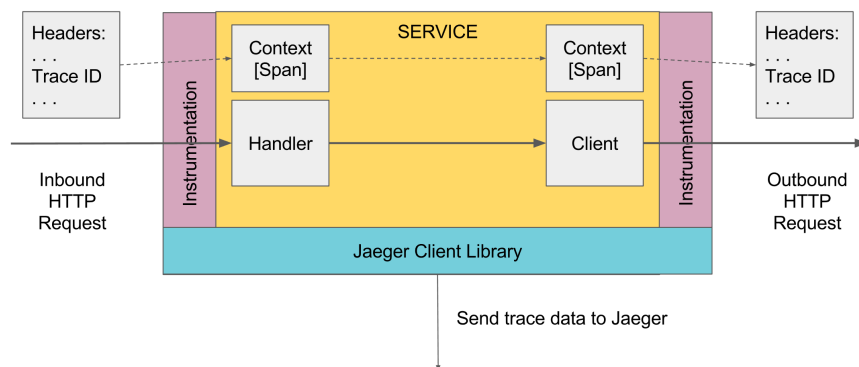 Headers:
. . .
Trace ID
. . .
Inbound
HTTP
Request
Instrumentation
SERVICE
Context
[Span]
Handler
Context
[Span]
Client
Instrumentation
Headers:
. . .
Trace ID
. . .
Outbound
HTTP
Request
Jaeger Client Library
Send trace data to Jaeger